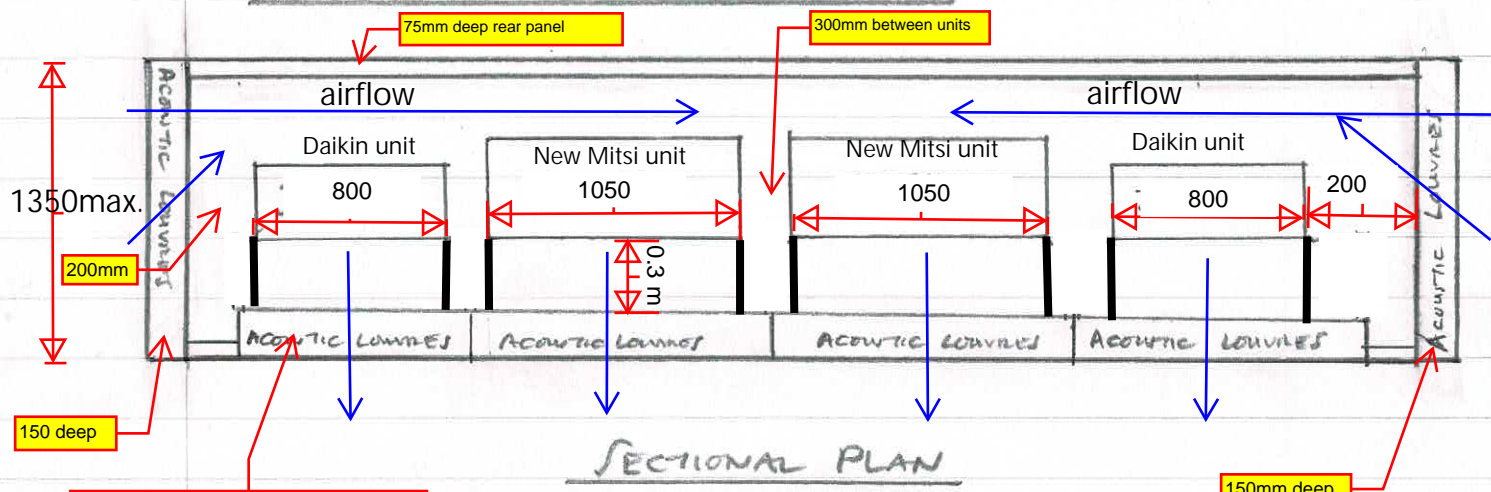 75mm deep rear panel
300mm between units
airflow
airflow
Daikin unit
New Mitsi unit
New Mitsi unit
Daikin unit
800
1050
1050
800
200
1350max.
ACOUSTIC LOUVRES
ACOUSTIC LOUVRES
200mm
0.3 m
ACOUSTIC LOUVRES
ACOUSTIC LOUVRES
ACOUSTIC LOUVRES
ACOUSTIC LOUVRES
150 deep
SECTIONAL PLAN
150mm deep